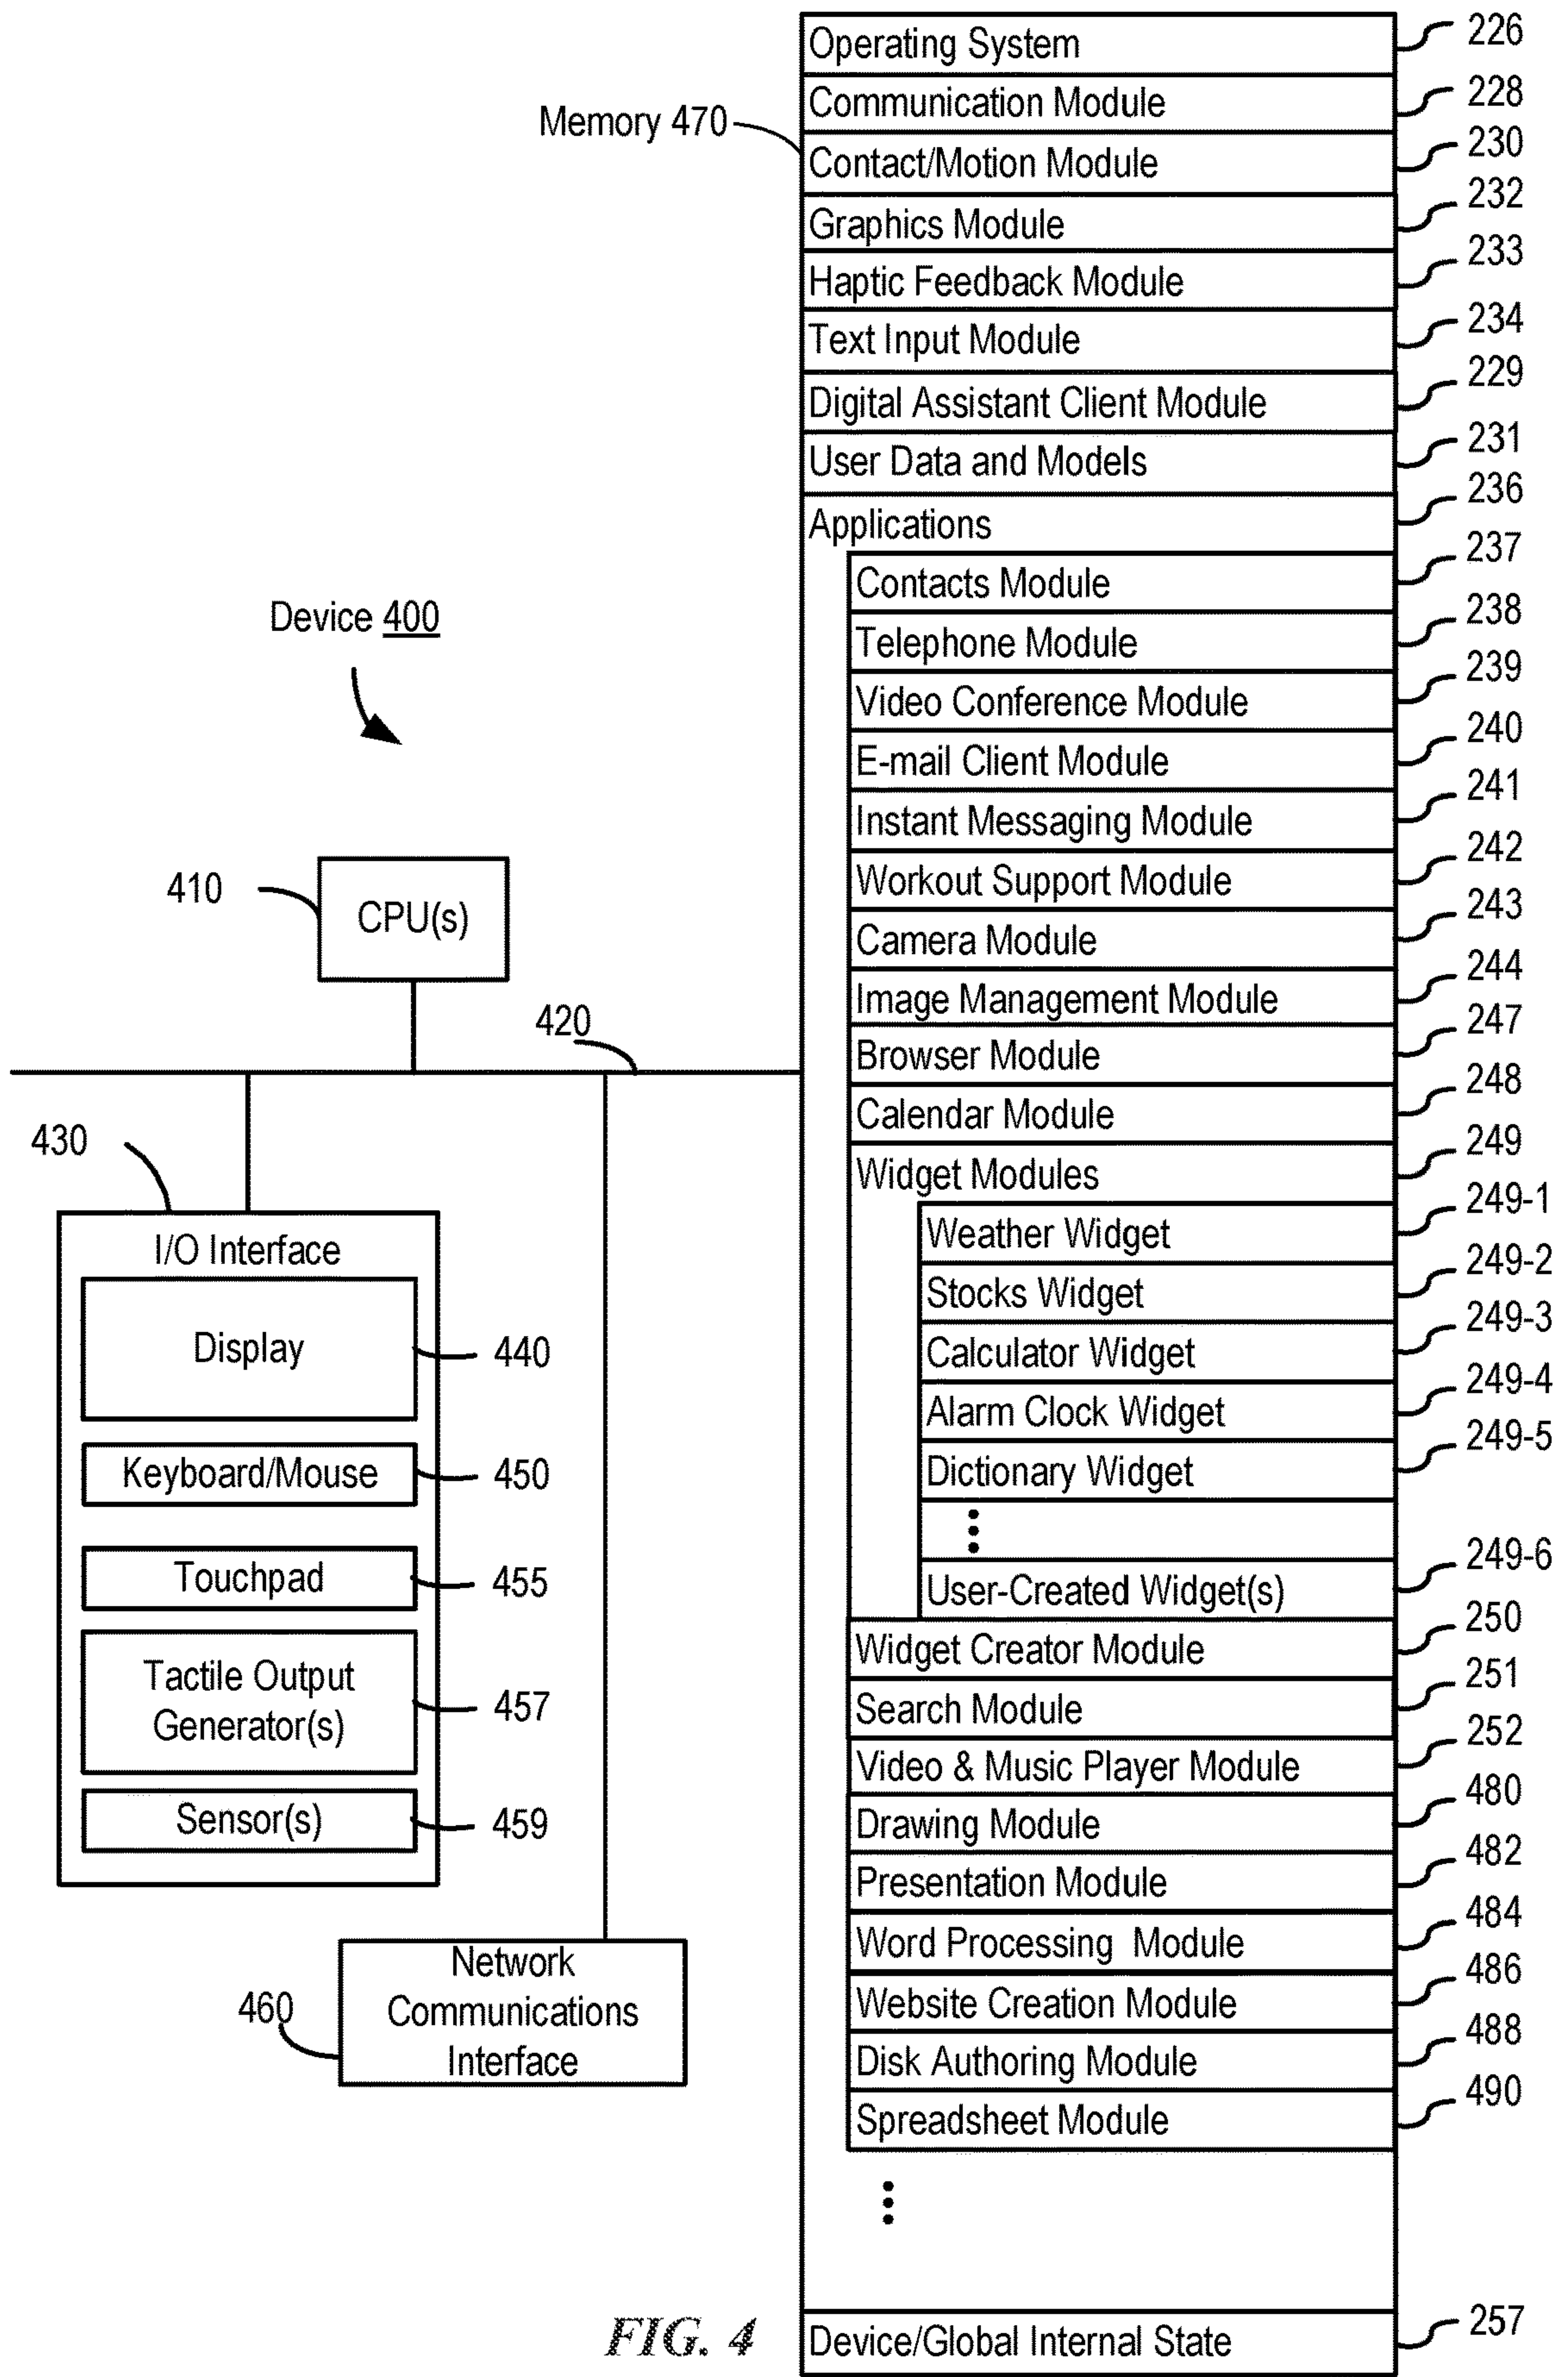 Operating System 226
Communication Module 228
Memory 470
Contact/Motion Module 230
Graphics Module 232
Haptic Feedback Module 233
Text Input Module 234
Digital Assistant Client Module 229
User Data and Models 231
Applications 236
Contacts Module 237
Device 400
Telephone Module 238
Video Conference Module 239
E-mail Client Module 240
Instant Messaging Module 241
Workout Support Module 242
410
CPU(s)
Camera Module 243
Image Management Module 244
420
Browser Module 247
Calendar Module 248
430
Widget Modules 249
Weather Widget 249-1
I/O Interface
Stocks Widget 249-2
Display 440
Calculator Widget 249-3
Alarm Clock Widget 249-4
Keyboard/Mouse 450
Dictionary Widget 249-5
Touchpad 455
User-Created Widget(s) 249-6
Widget Creator Module 250
Tactile Output
Generator(s) 457
Search Module 251
Video & Music Player Module 252
Sensor(s) 459
Drawing Module 480
Presentation Module 482
Word Processing Module 484
Network
Communications
Interface
460
Website Creation Module 486
Disk Authoring Module 488
Spreadsheet Module 490
FIG. 4
Device/Global Internal State 257